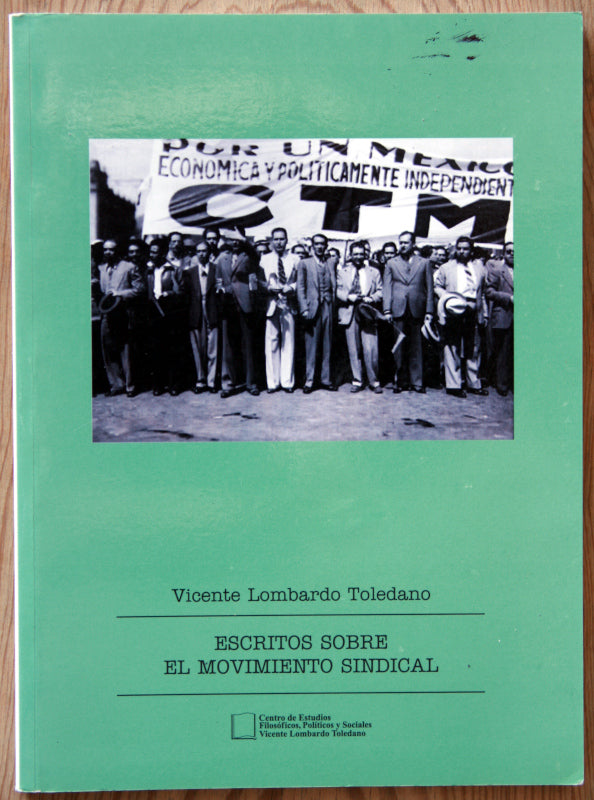 POR UN MEXICO
ECONOMICA Y POLITICAMENTE INDEPENDIENT
CTM
Vicente Lombardo Toledano
ESCRITOS SOBRE
EL MOVIMIENTO SINDICAL
Centro de Estudios
Filosóficos, Políticos y Sociales
Vicente Lombardo Toledano